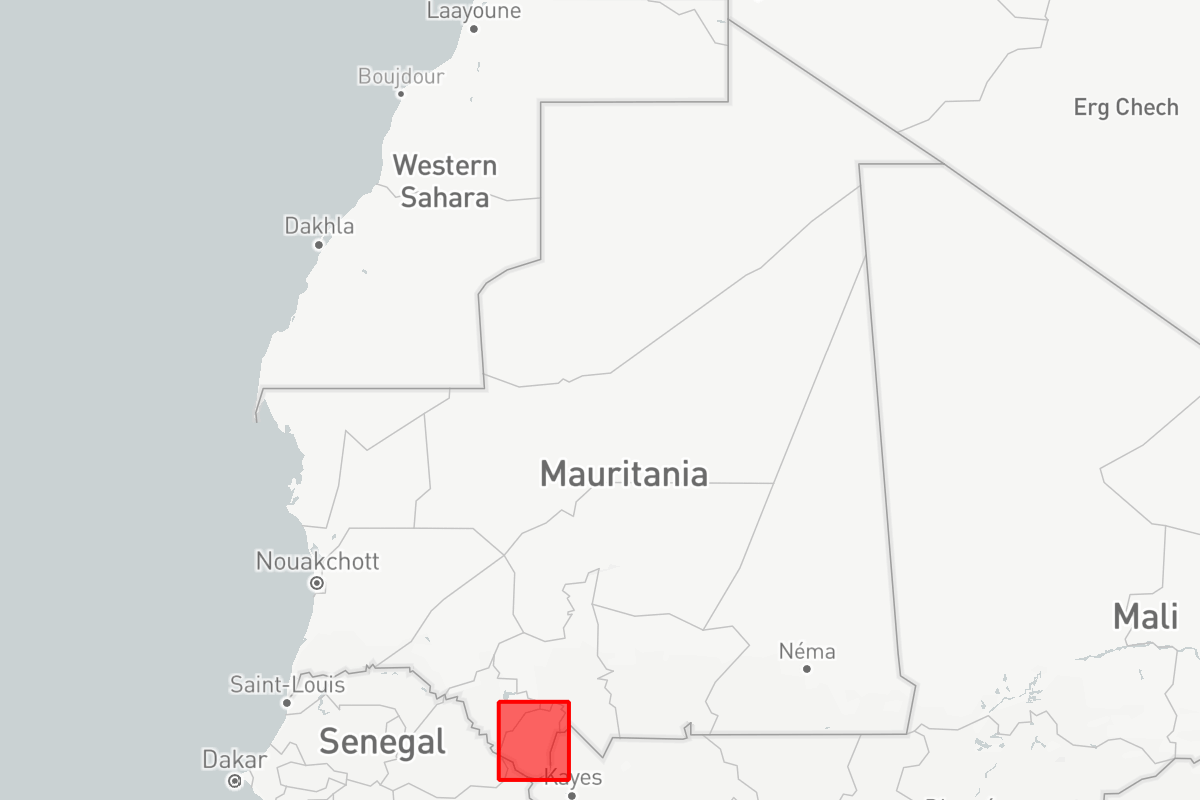 Laayoune
Boujdour
Erg Chech
Western
Sahara
Dakhla
Mauritania
Nouakchott
Mali
Néma
Saint-Louis
Senegal
Dakar
Kayes